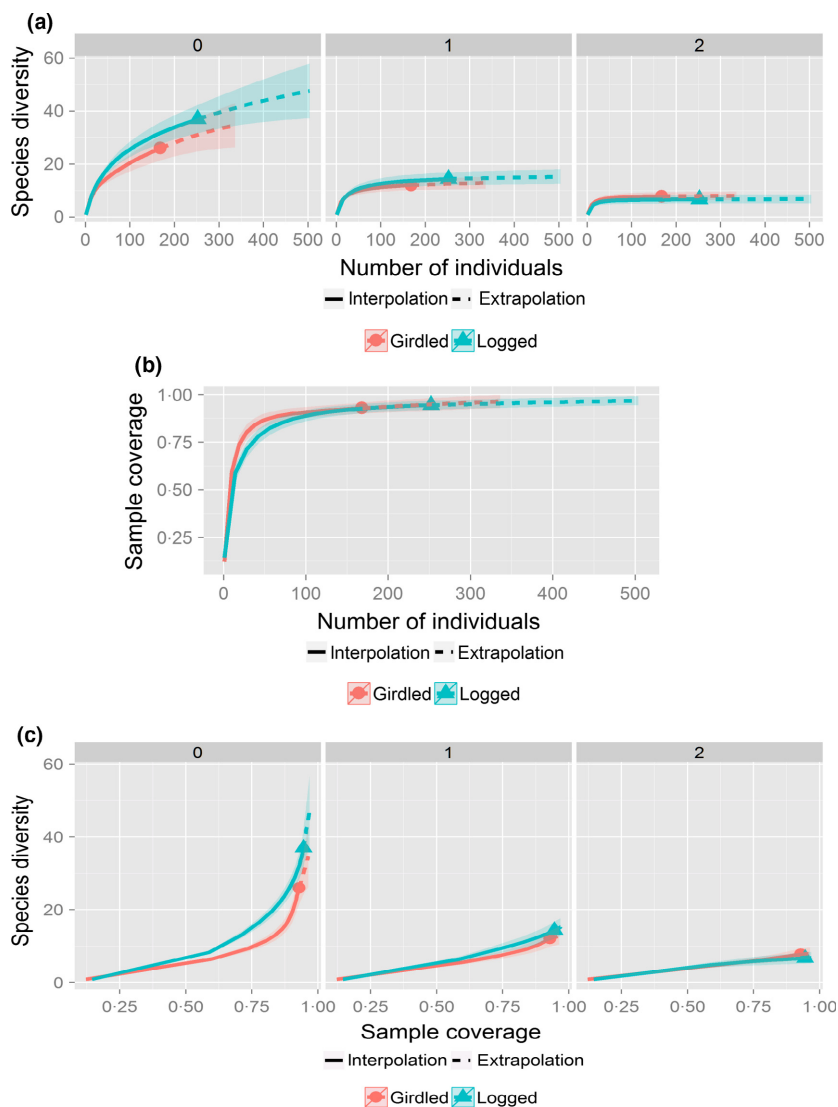 (a)
0 1 2
60
40
20
0
Species diversity
0 100 200 300 400 500 0 100 200 300 400 500 0 100 200 300 400 500
Number of individuals
Interpolation Extrapolation
Girdled Logged
(b)
1·00
0·75
0·50
0·25
Sample coverage
0 100 200 300 400 500
Number of individuals
Interpolation Extrapolation
Girdled Logged
(c)
0 1 2
60
40
20
0
Species diversity
0·25 0·50 0·75 1·00 0·25 0·50 0·75 1·00 0·25 0·50 0·75 1·00
Sample coverage
Interpolation Extrapolation
Girdled Logged